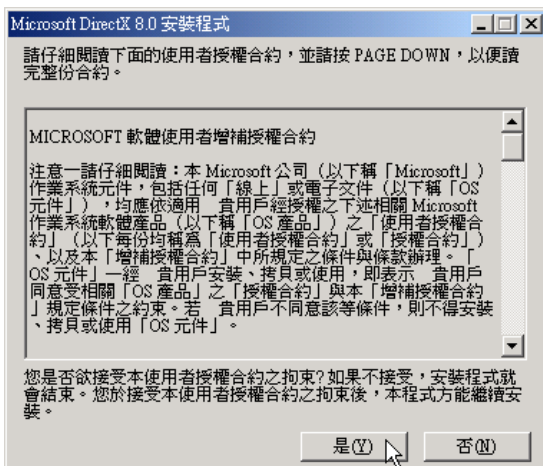 Microsoft DirectX 8.0 安裝程式
請仔細閱讀下面的使用者授權合約，並請按 PAGE DOWN，以便讀
完整份合約。
MICROSOFT 軟體使用者增補授權合約
注意－請仔細閱讀：本 Microsoft 公司（以下稱「Microsoft」）
作業系統元件，包括任何「線上」或電子文件（以下稱「OS
元件」），均應依適用　貴用戶經授權之下述相關 Microsoft
作業系統軟體產品（以下稱「OS 產品」）之「使用者授權合
約」（以下每份均稱為「使用者授權合約」或「授權合約」）
、以及本「增補授權合約」中所規定之條件與條款辦理。「
OS 元件」一經　貴用戶安裝、拷貝或使用，即表示　貴用戶
同意受相關「OS 產品」之「授權合約」與本「增補授權合約
」規定條件之約束。若　貴用戶不同意該等條件，則不得安裝
、拷貝或使用「OS 元件」。
您是否欲接受本使用者授權合約之拘束?如果不接受，安裝程式就
會結束。您於接受本使用者授權合約之拘束後，本程式方能繼續安
裝。
是(Y)
否(N)